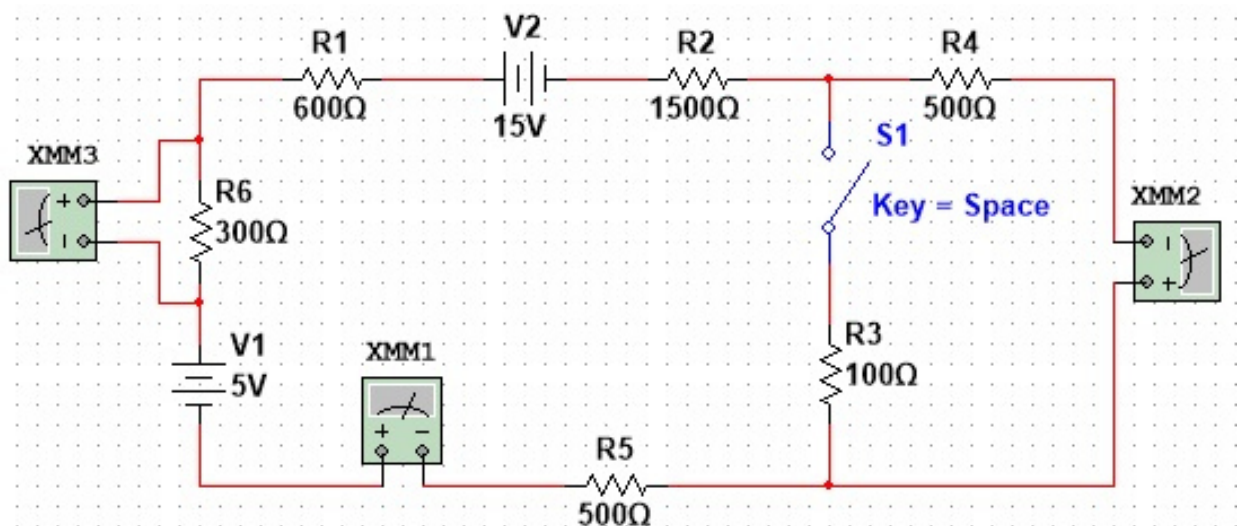 R1
600Ω
V2
15V
R2
1500Ω
R4
500Ω
XMM3
+
R6
300Ω
S1
Key = Space
XMM2
+
V1
5V
XMM1
+ −
R3
100Ω
R5
500Ω